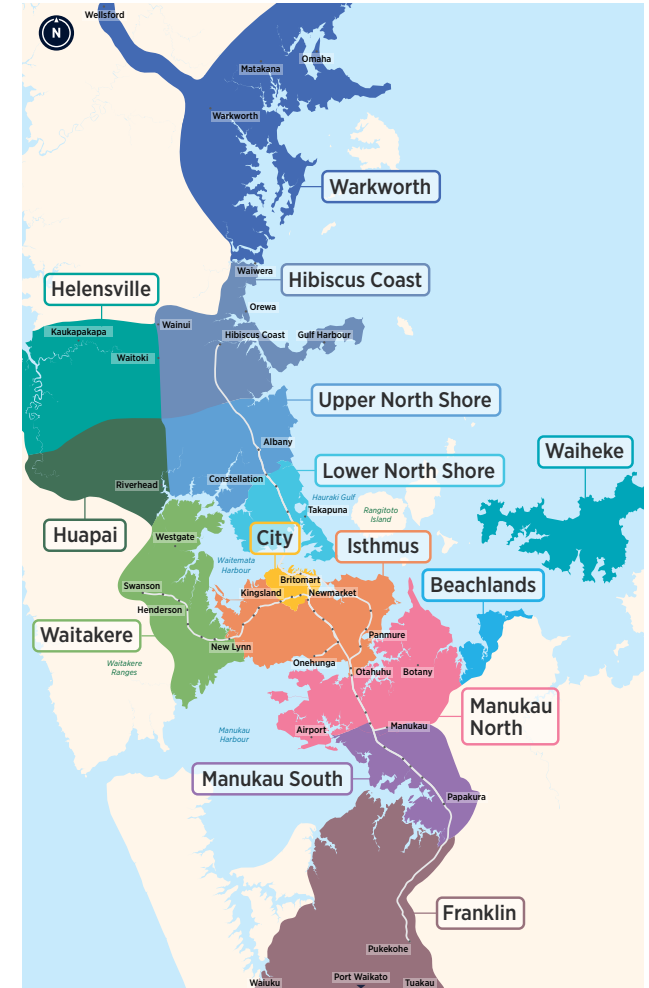 Wellsford
N
Omaha
Matakana
Warkworth
Warkworth
Waiwera
Hibiscus Coast
Helensville
Orewa
Wainui
Kaukapakapa
Hibiscus Coast
Gulf Harbour
Waitoki
Upper North Shore
Albany
Waiheke
Lower North Shore
Constellation
Riverhead
Hauraki Gulf
Takapuna
Rangitoto
Island
Huapai
Westgate
City
Isthmus
Waitemata
Harbour
Britomart
Beachlands
Swanson
Kingsland
Newmarket
Henderson
Waitakere
Panmure
New Lynn
Waitakere
Ranges
Onehunga
Otahuhu
Botany
Manukau
North
Airport
Manukau
Manukau
Harbour
Manukau South
Papakura
Franklin
Pukekohe
Port Waikato
Waiuku
Tuakau